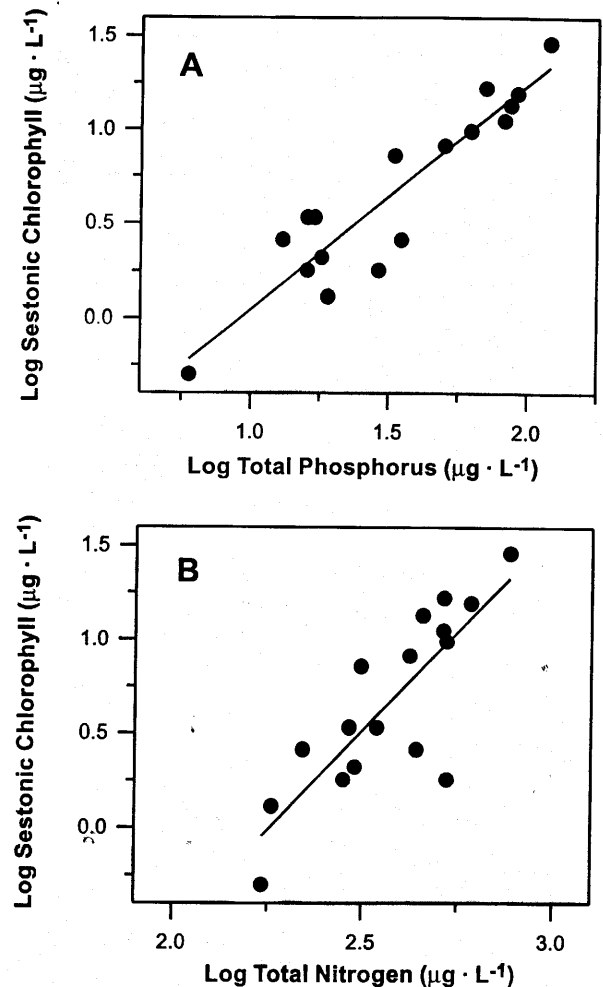 A
Log Sestonic Chlorophyll (µg · L-1)
1.5
1.0
0.5
0.0
1.0 1.5 2.0
Log Total Phosphorus (µg · L-1)
B
Log Sestonic Chlorophyll (µg · L-1)
1.5
1.0
0.5
0.0
2.0 2.5 3.0
Log Total Nitrogen (µg · L-1)